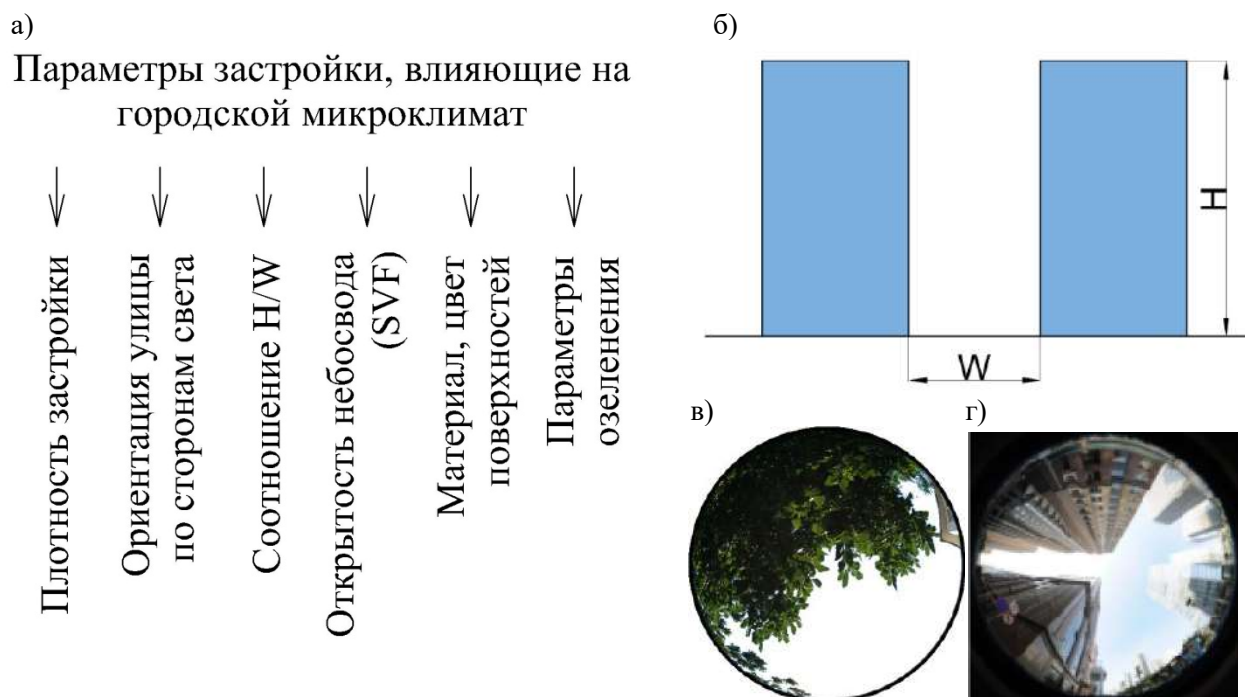 а)
Параметры застройки, влияющие на
городской микроклимат
Плотность застройки
Ориентация улицы
по сторонам света
Соотношение H/W
Открытость небосвода
(SVF)
Материал, цвет
поверхностей
Параметры
озеленения
б)
H
W
в)
г)